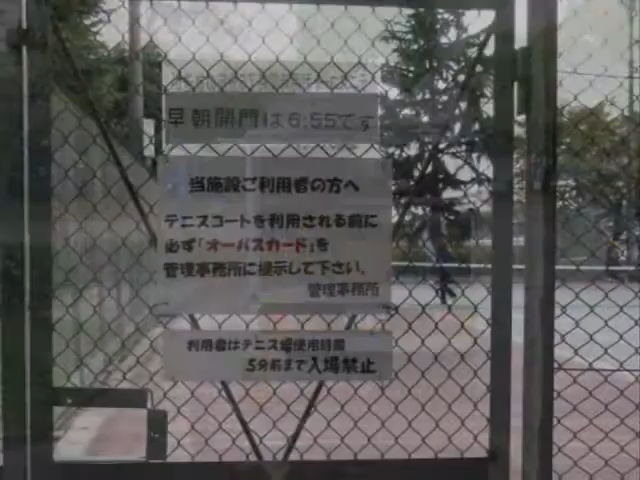 早朝開門は6:55です
当施設ご利用者の方へ
テニスコートを利用される前に
必ず「オーパスカード」を
管理事務所に提示して下さい。
管理事務所
利用者はテニス場使用時間
5分前まで入場禁止